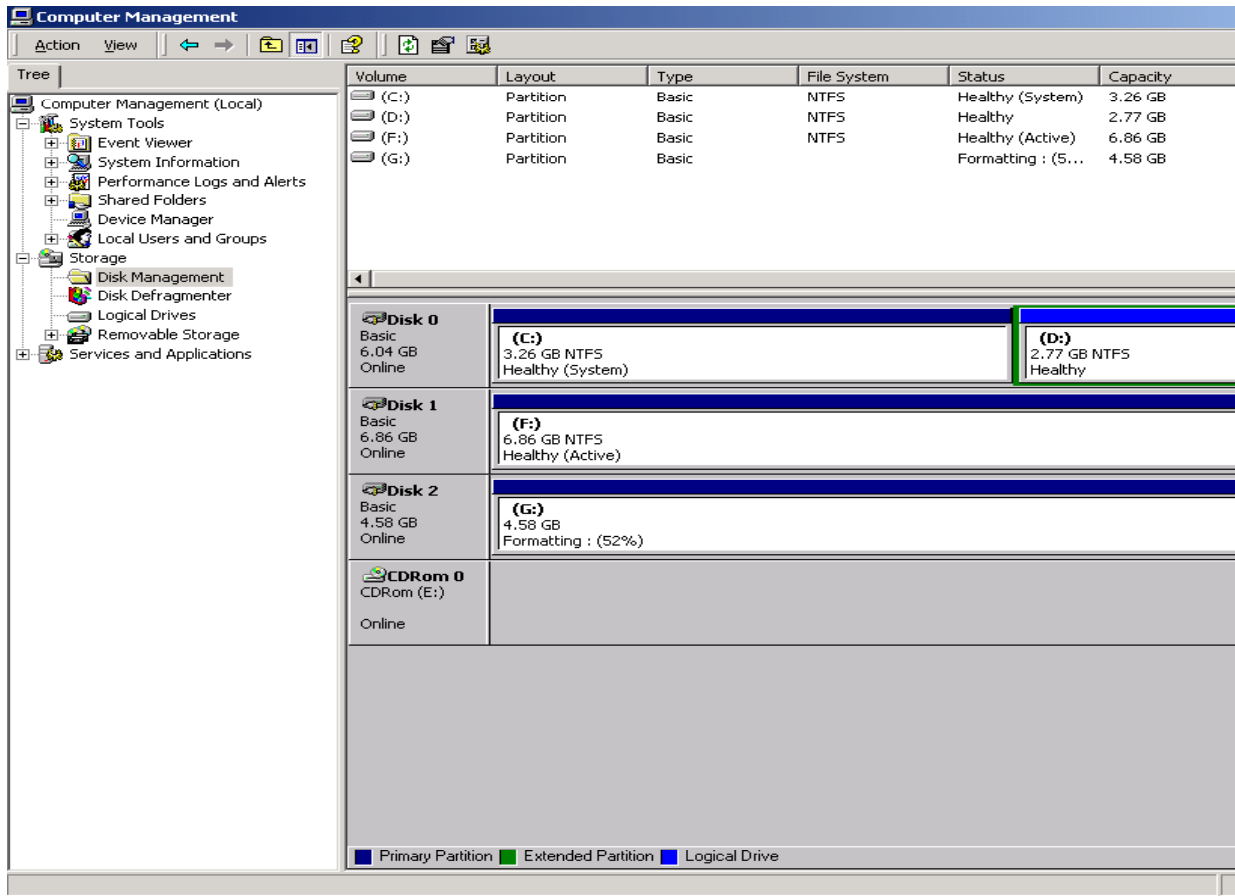 Computer Management
Action View
Tree
Computer Management (Local)
System Tools
Event Viewer
System Information
Performance Logs and Alerts
Shared Folders
Device Manager
Local Users and Groups
Storage
Disk Management
Disk Defragmenter
Logical Drives
Removable Storage
Services and Applications
Volume Layout Type File System Status Capacity
(C:) Partition Basic NTFS Healthy (System) 3.26 GB
(D:) Partition Basic NTFS Healthy 2.77 GB
(F:) Partition Basic NTFS Healthy (Active) 6.86 GB
(G:) Partition Basic Formatting : (5... 4.58 GB
Disk 0
Basic
6.04 GB
Online
(C:)
3.26 GB NTFS
Healthy (System)
(D:)
2.77 GB NTFS
Healthy
Disk 1
Basic
6.86 GB
Online
(F:)
6.86 GB NTFS
Healthy (Active)
Disk 2
Basic
4.58 GB
Online
(G:)
4.58 GB
Formatting : (52%)
CDRom 0
CDRom (E:)
Online
Primary Partition Extended Partition Logical Drive